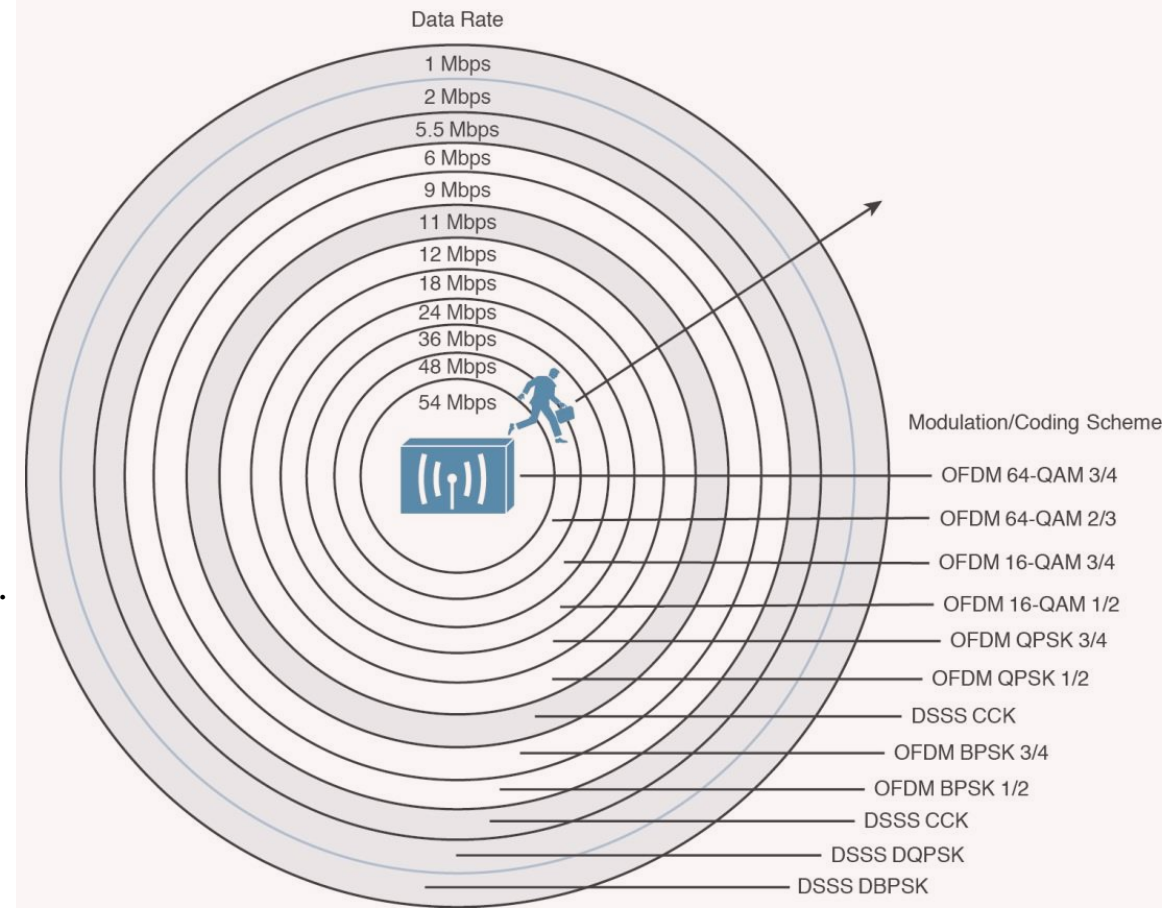 Data Rate
1 Mbps
2 Mbps
5.5 Mbps
6 Mbps
9 Mbps
11 Mbps
12 Mbps
18 Mbps
24 Mbps
36 Mbps
48 Mbps
54 Mbps
Modulation/Coding Scheme
OFDM 64-QAM 3/4
OFDM 64-QAM 2/3
OFDM 16-QAM 3/4
OFDM 16-QAM 1/2
OFDM QPSK 3/4
OFDM QPSK 1/2
DSSS CCK
OFDM BPSK 3/4
OFDM BPSK 1/2
DSSS CCK
DSSS DQPSK
DSSS DBPSK
.